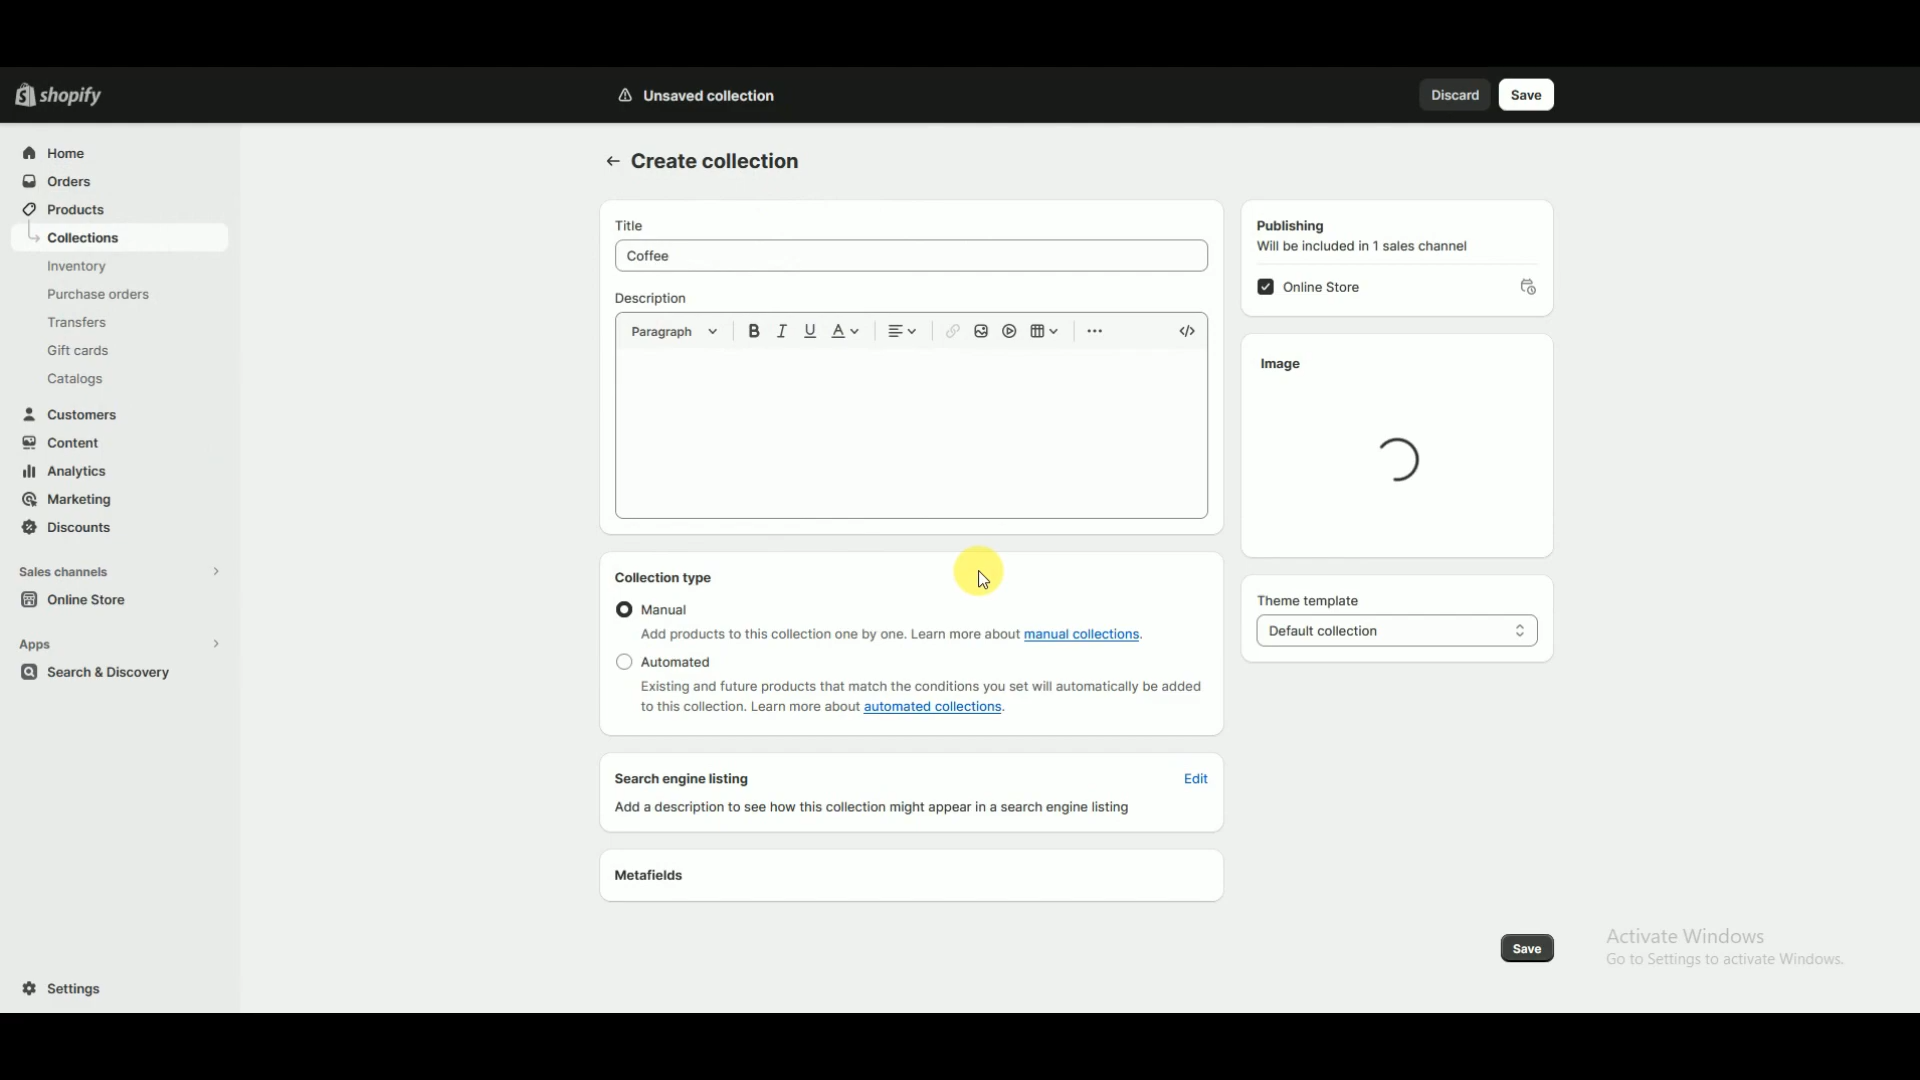 shopify
Unsaved collection
Discard
Save
Home
Orders
Products
Collections
Inventory
Purchase orders
Transfers
Gift cards
Catalogs
Customers
Content
Analytics
Marketing
Discounts
Sales channels
Online Store
Apps
Search & Discovery
Settings
Create collection
Title
Coffee
Description
Paragraph
Collection type
Manual
Add products to this collection one by one. Learn more about manual collections.
Automated
Existing and future products that match the conditions you set will automatically be added
to this collection. Learn more about automated collections.
Search engine listing
Edit
Add a description to see how this collection might appear in a search engine listing
Metafields
Publishing
Will be included in 1 sales channel
Online Store
Image
Theme template
Default collection
Save
Activate Windows
Go to Settings to activate Windows.